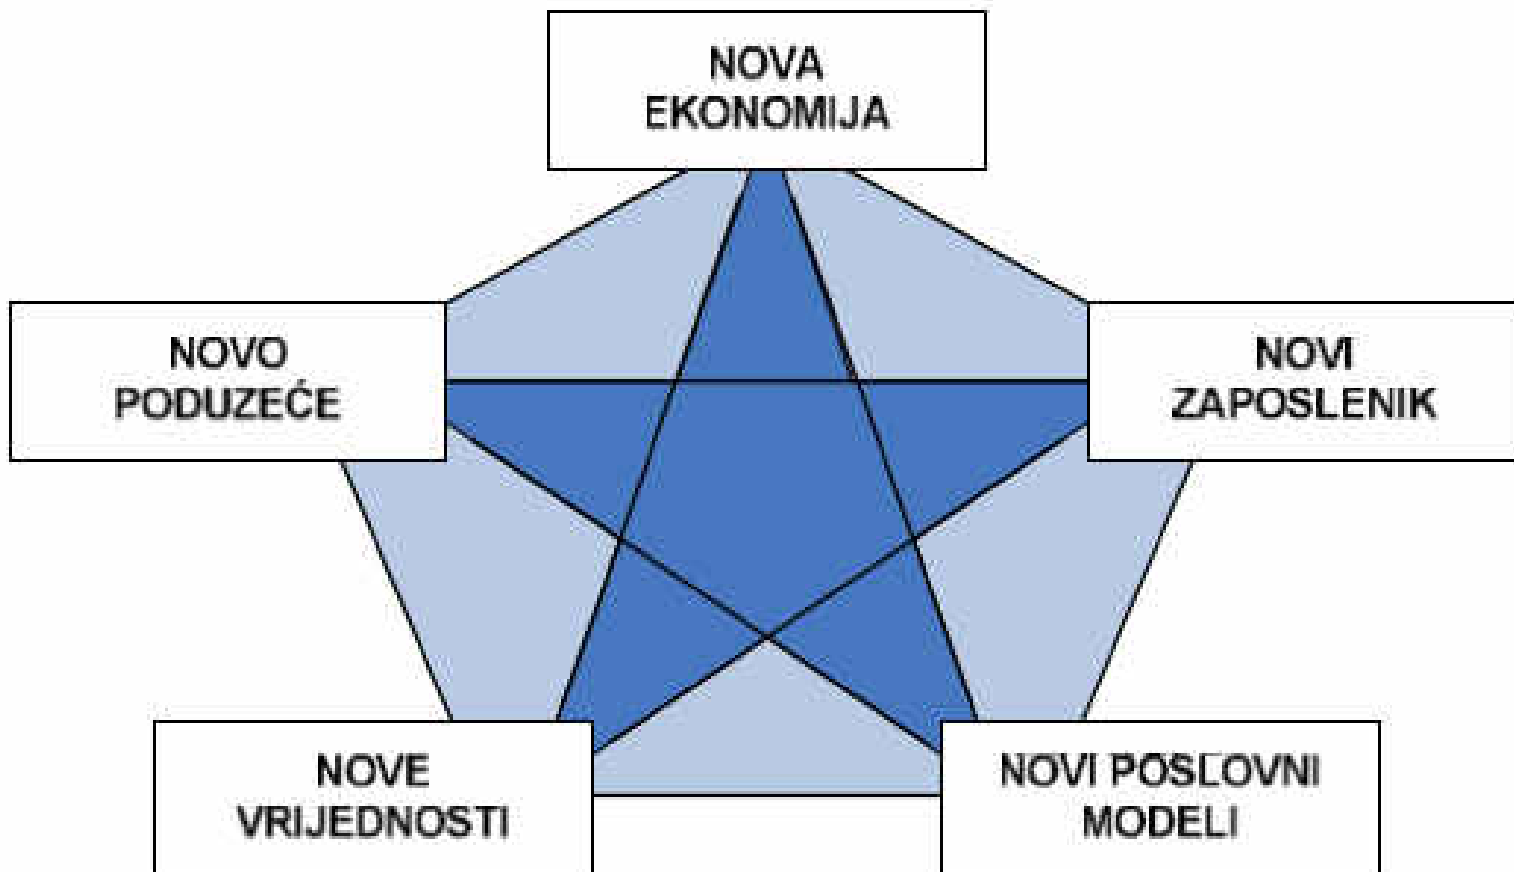 NOVA
EKONOMIJA
NOVO
PODUZEĆE
NOVI
ZAPOSLENIK
NOVE
VRIJEDNOSTI
NOVI POSLOVNI
MODELI